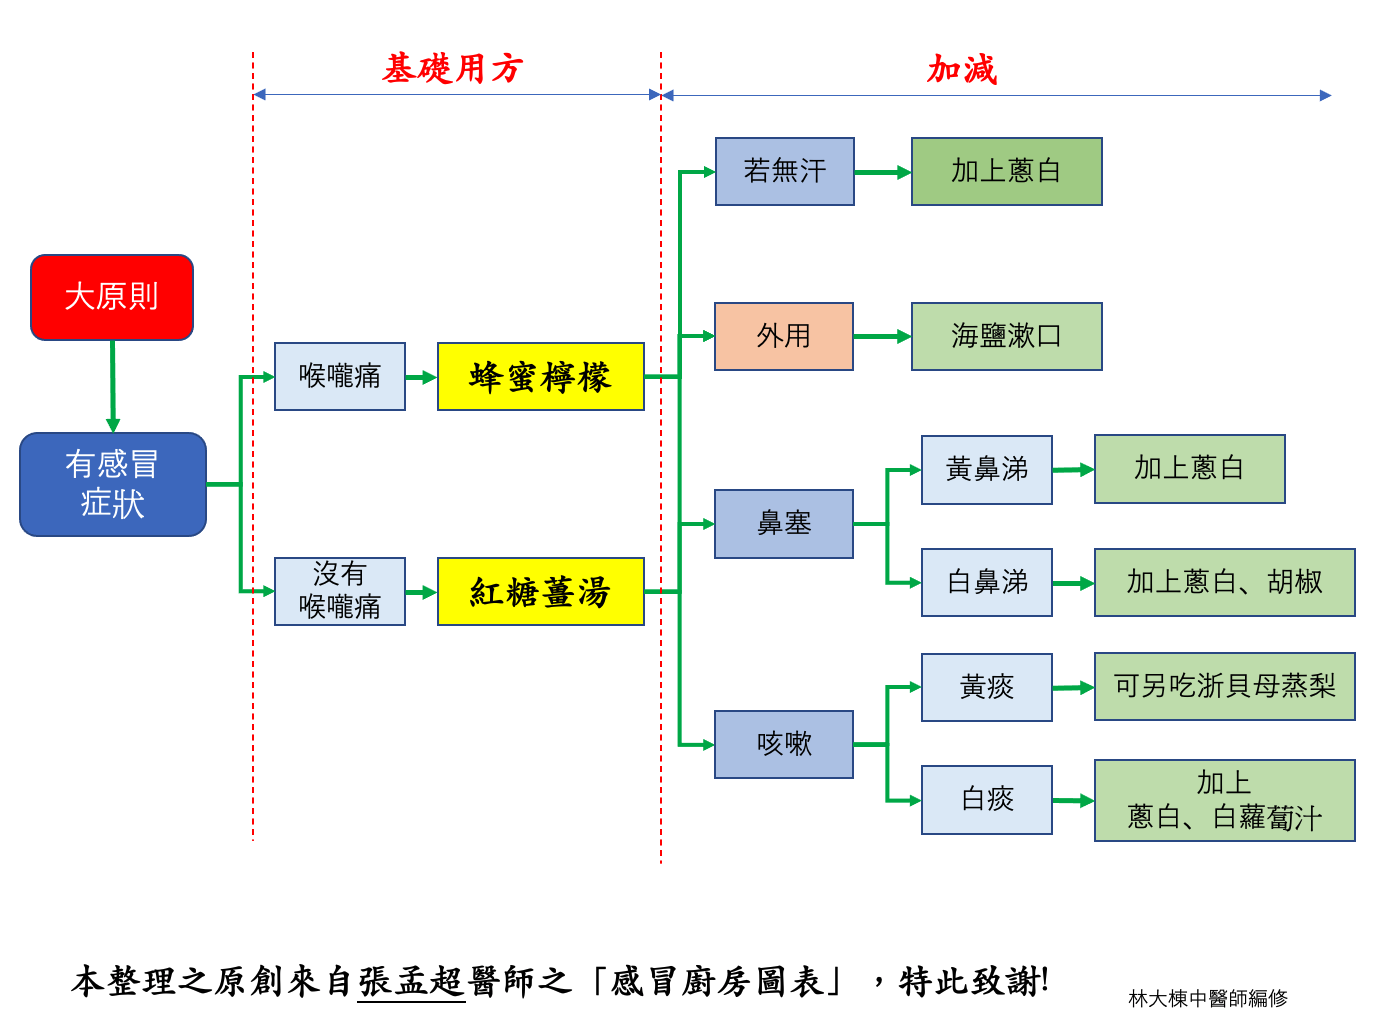 基礎用方
加減
大原則
有感冒
症狀
喉嚨痛
蜂蜜檸檬
沒有
喉嚨痛
紅糖薑湯
若無汗
加上蔥白
外用
海鹽漱口
鼻塞
黃鼻涕
加上蔥白
白鼻涕
加上蔥白、胡椒
咳嗽
黃痰
可另吃浙貝母蒸梨
白痰
加上
蔥白、白蘿蔔汁
本整理之原創來自張孟超醫師之「感冒廚房圖表」，特此致謝!
林大棟中醫師編修